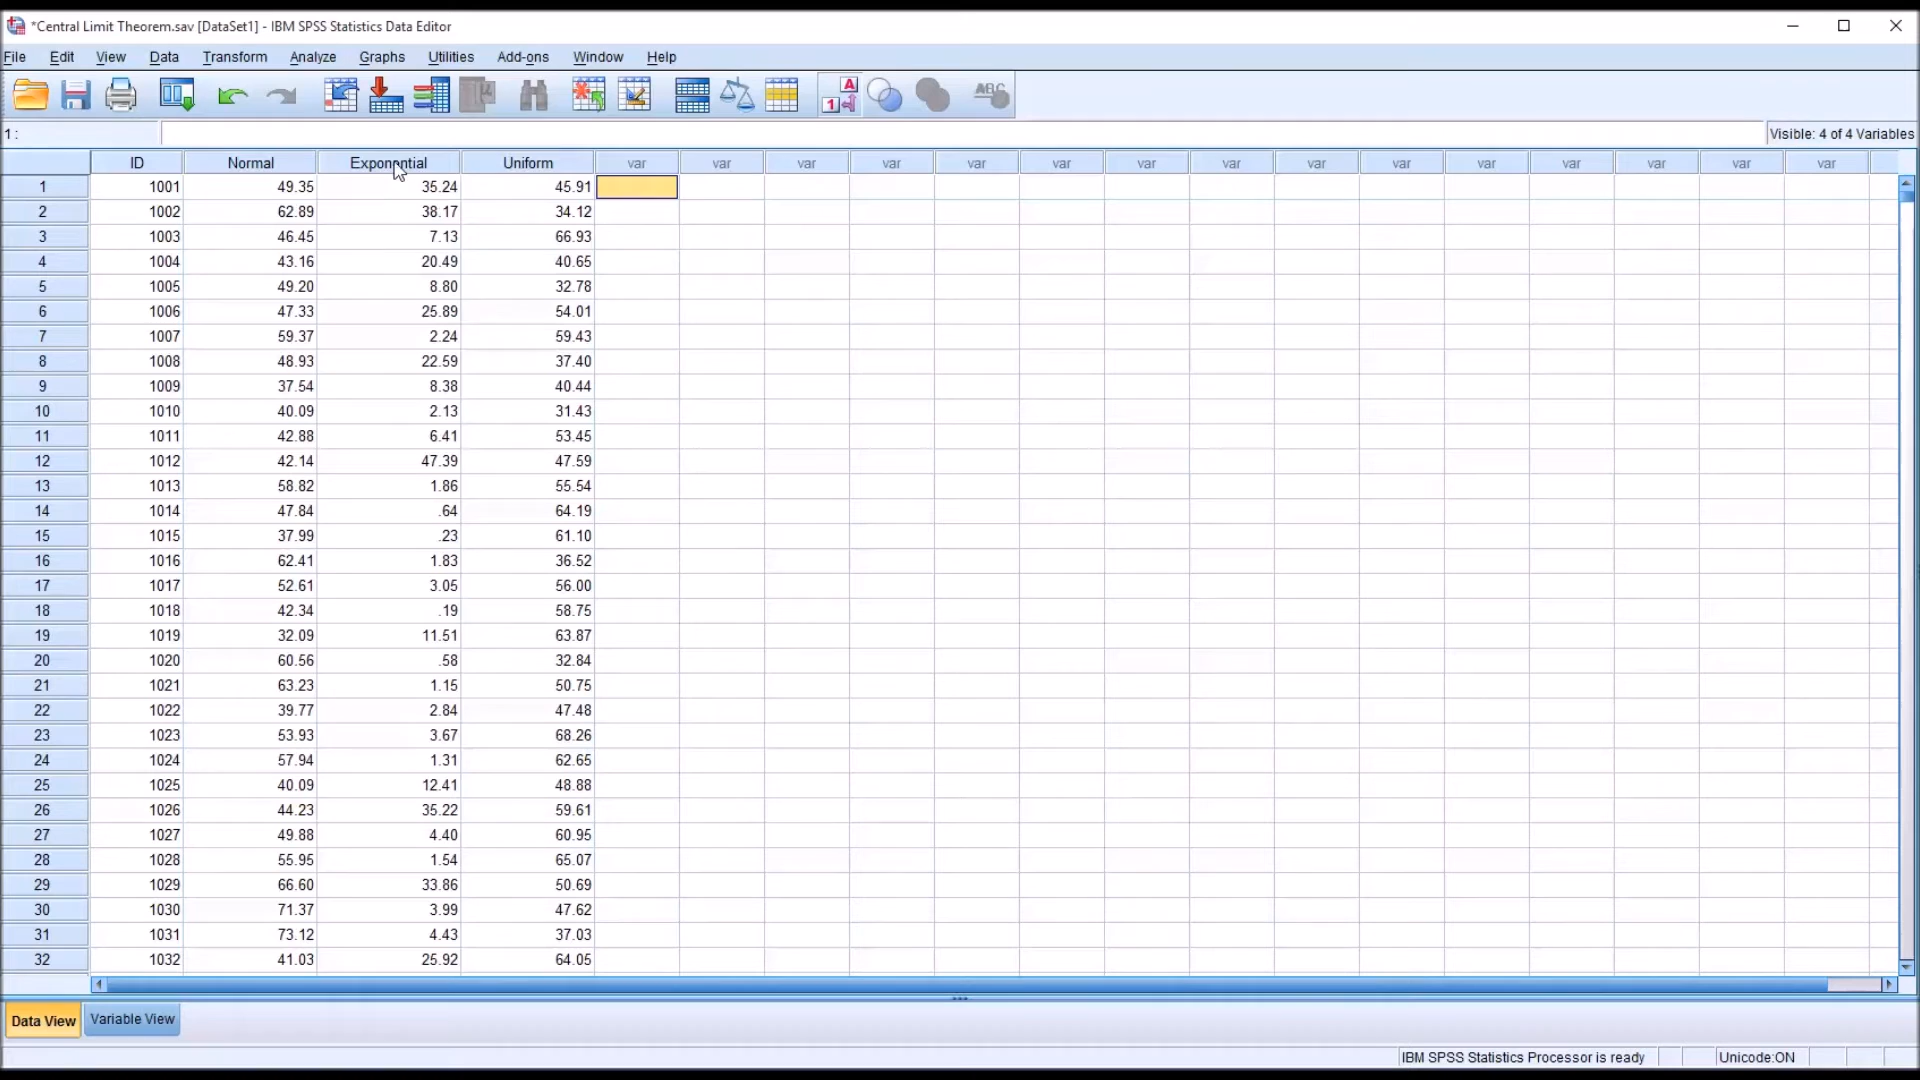 *Central Limit Theorem.sav [DataSet1] - IBM SPSS Statistics Data Editor
File Edit View Data Transform Analyze Graphs Utilities Add-ons Window Help
1 A ABC
1 : Visible: 4 of 4 Variables
ID Normal Exponential Uniform var var var var var var var var var var var var var var var
1 1001 49.35 35.24 45.91
2 1002 62.89 38.17 34.12
3 1003 46.45 7.13 66.93
4 1004 43.16 20.49 40.65
5 1005 49.20 8.80 32.78
6 1006 47.33 25.89 54.01
7 1007 59.37 2.24 59.43
8 1008 48.93 22.59 37.40
9 1009 37.54 8.38 40.44
10 1010 40.09 2.13 31.43
11 1011 42.88 6.41 53.45
12 1012 42.14 47.39 47.59
13 1013 58.82 1.86 55.54
14 1014 47.84 .64 64.19
15 1015 37.99 .23 61.10
16 1016 62.41 1.83 36.52
17 1017 52.61 3.05 56.00
18 1018 42.34 .19 58.75
19 1019 32.09 11.51 63.87
20 1020 60.56 .58 32.84
21 1021 63.23 1.15 50.75
22 1022 39.77 2.84 47.48
23 1023 53.93 3.67 68.26
24 1024 57.94 1.31 62.65
25 1025 40.09 12.41 48.88
26 1026 44.23 35.22 59.61
27 1027 49.88 4.40 60.95
28 1028 55.95 1.54 65.07
29 1029 66.60 33.86 50.69
30 1030 71.37 3.99 47.62
31 1031 73.12 4.43 37.03
32 1032 41.03 25.92 64.05
Data View Variable View
IBM SPSS Statistics Processor is ready Unicode:ON